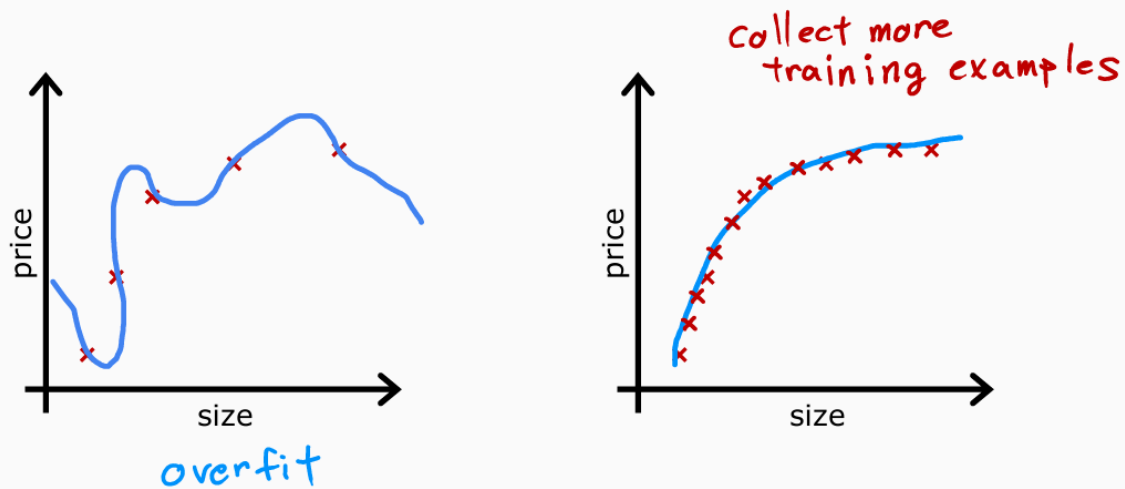 collect more
training examples
price
size
overfit
price
size